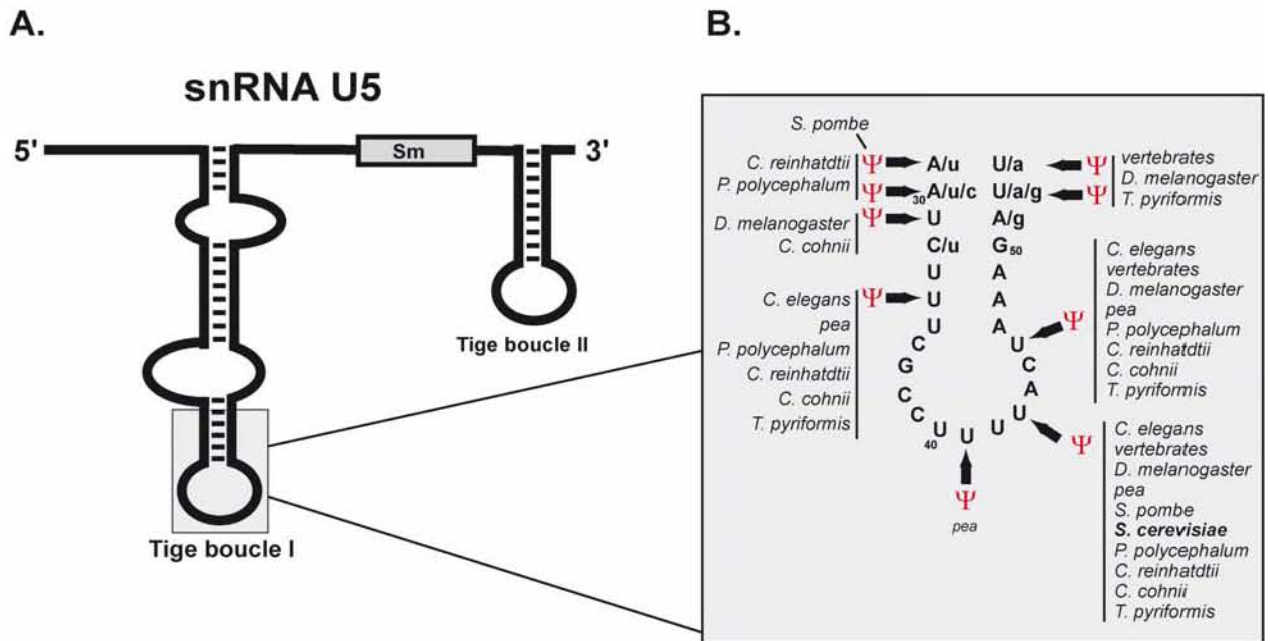 A.
snRNA U5
5'
Sm
3'
Tige boucle II
Tige boucle I
B.
S. pombe
C. reinhatdtii
P. polycephalum
D. melanogaster
C. cohnii
C. elegans
pea
P. polycephalum
C. reinhatdtii
C. cohnii
T. pyriformis
Ψ A/u U/a Ψ
Ψ 30 A/u/c U/a/g Ψ
Ψ U A/g
C/u G 50
U A
Ψ U A
U A
C U Ψ
G C
C A
C U Ψ
U U U
40
Ψ
pea
vertebrates
D. melanogaster
T. pyriformis
C. elegans
vertebrates
D. melanogaster
pea
P. polycephalum
C. reinhatdtii
C. cohnii
T. pyriformis
C. elegans
vertebrates
D. melanogaster
pea
S. pombe
S. cerevisiae
P. polycephalum
C. reinhatdtii
C. cohnii
T. pyriformis